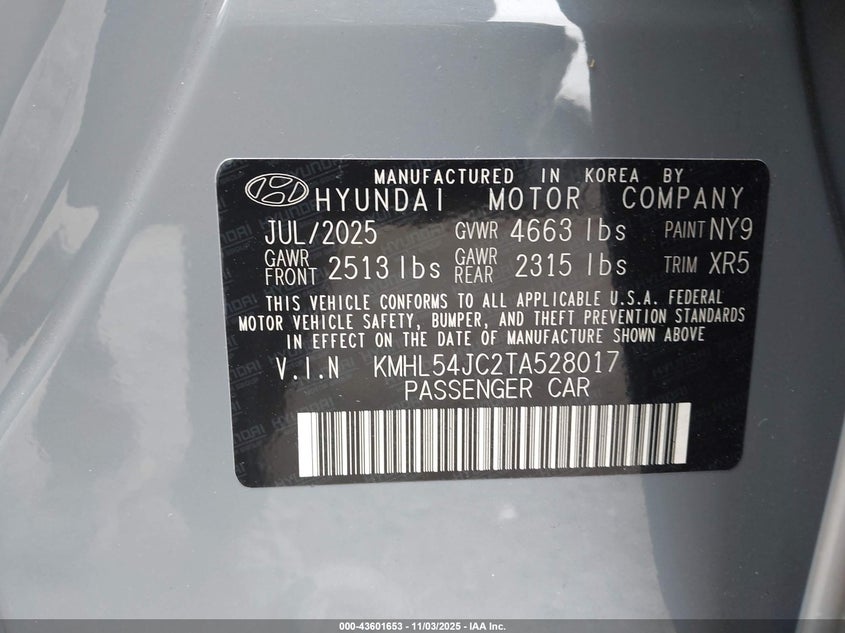 MANUFACTURED IN KOREA BY
HYUNDAI MOTOR COMPANY
JUL/2025 GVWR 4663 lbs PAINT NY9
GAWR FRONT 2513 lbs GAWR REAR 2315 lbs TRIM XR5
THIS VEHICLE CONFORMS TO ALL APPLICABLE U.S.A. FEDERAL
MOTOR VEHICLE SAFETY, BUMPER, AND THEFT PREVENTION STANDARDS
IN EFFECT ON THE DATE OF MANUFACTURE SHOWN ABOVE
V.I.N KMHL54JC2TA528017
PASSENGER CAR
000-43601653 - 11/03/2025 - IAA Inc.